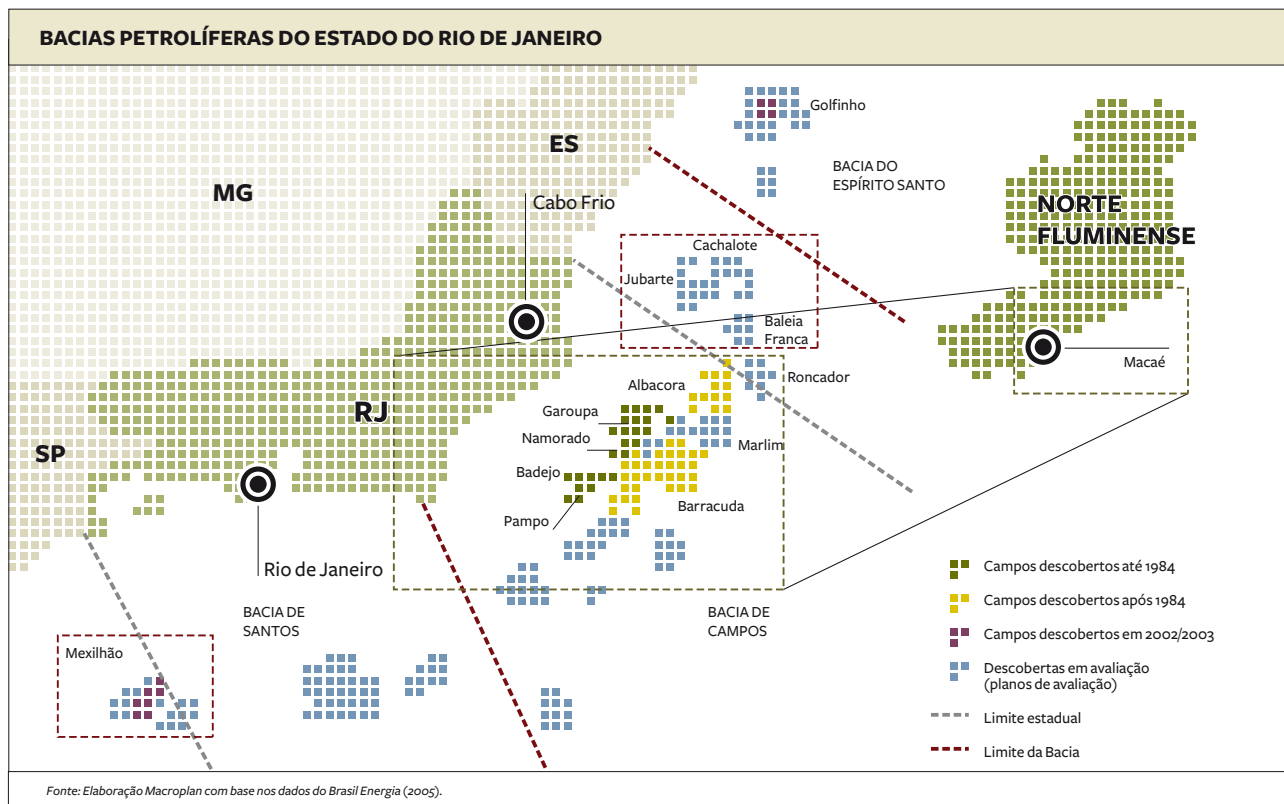 BACIAS PETROLÍFERAS DO ESTADO DO RIO DE JANEIRO
Golfinho
ES
BACIA DO
ESPÍRITO SANTO
MG
Cabo Frio
NORTE
FLUMINENSE
Cachalote
Jubarte
Baleia
Franca
Macaé
Roncador
Albacora
Garoupa
RJ
Namorado
Marlim
SP
Badejo
Barracuda
Pampo
Rio de Janeiro
BACIA DE
SANTOS
BACIA DE
CAMPOS
Mexilhão
Campos descobertos até 1984
Campos descobertos após 1984
Campos descobertos em 2002/2003
Descobertas em avaliação
(planos de avaliação)
Limite estadual
Limite da Bacia
Fonte: Elaboração Macroplan com base nos dados do Brasil Energia (2005).